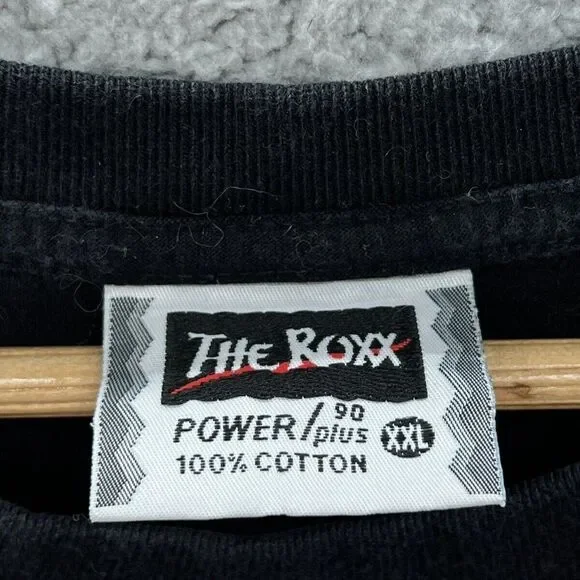 THE ROXX
POWER/90 plus XXL
100% COTTON